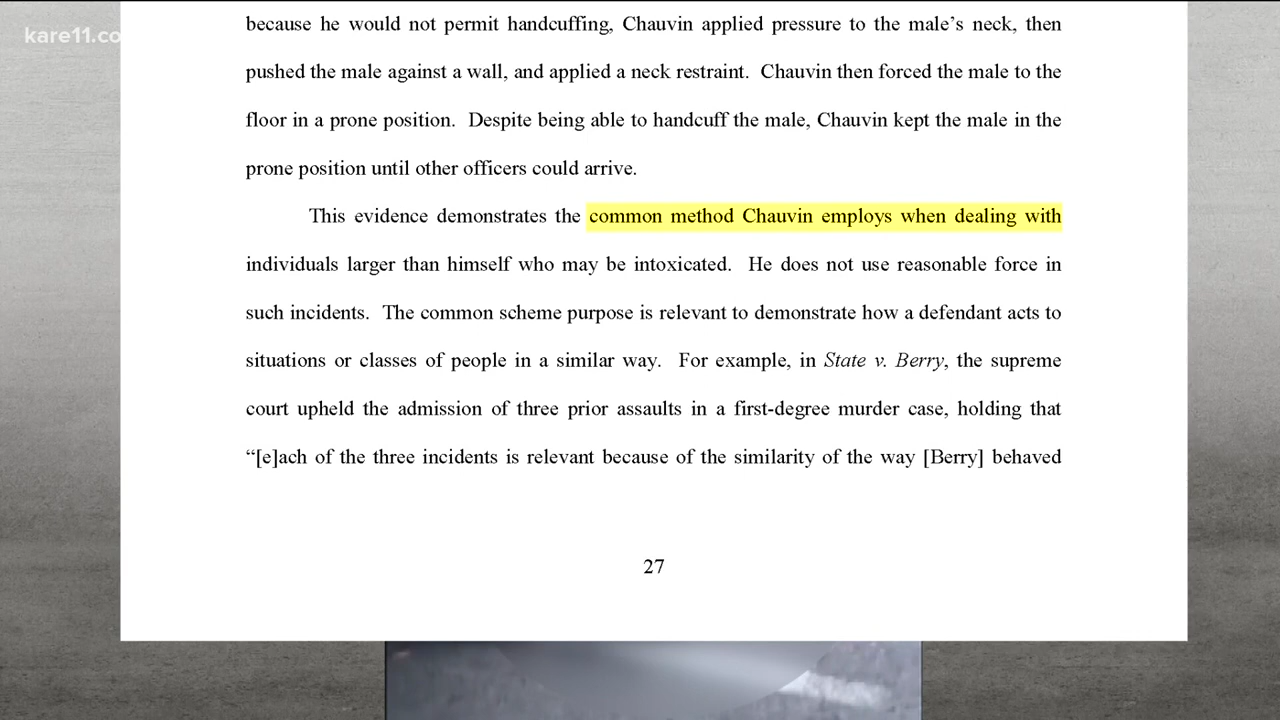 kare11.co
because he would not permit handcuffing, Chauvin applied pressure to the male’s neck, then
pushed the male against a wall, and applied a neck restraint. Chauvin then forced the male to the
floor in a prone position. Despite being able to handcuff the male, Chauvin kept the male in the
prone position until other officers could arrive.
This evidence demonstrates the common method Chauvin employs when dealing with
individuals larger than himself who may be intoxicated. He does not use reasonable force in
such incidents. The common scheme purpose is relevant to demonstrate how a defendant acts to
situations or classes of people in a similar way. For example, in State v. Berry, the supreme
court upheld the admission of three prior assaults in a first-degree murder case, holding that
“[e]ach of the three incidents is relevant because of the similarity of the way [Berry] behaved
27